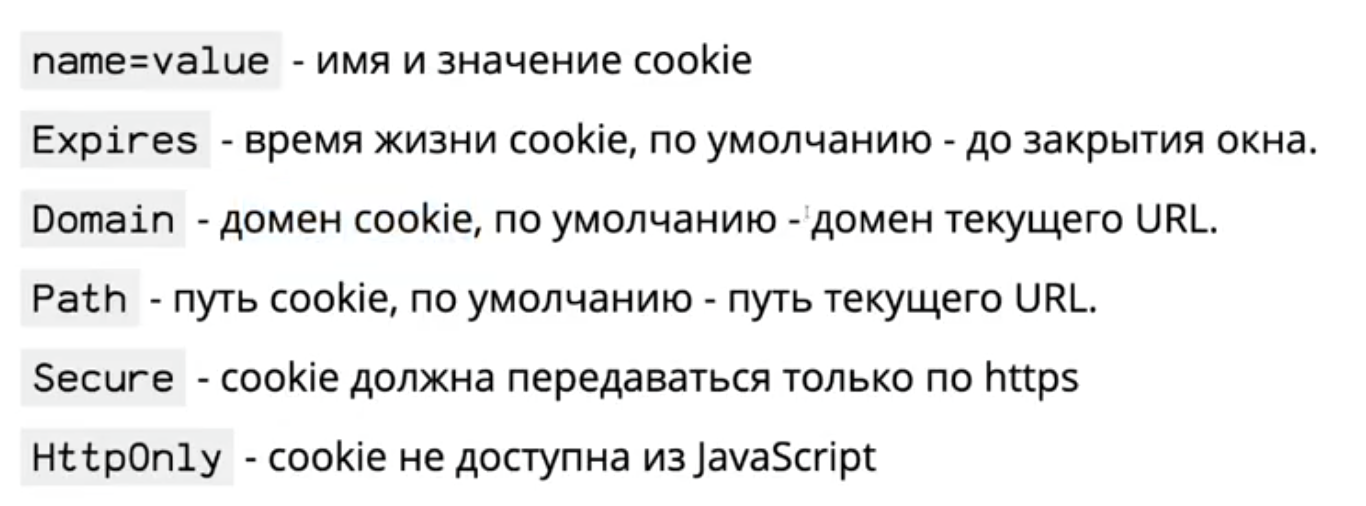 name=value - имя и значение cookie
Expires - время жизни cookie, по умолчанию - до закрытия окна.
Domain - домен cookie, по умолчанию - домен текущего URL.
Path - путь cookie, по умолчанию - путь текущего URL.
Secure - cookie должна передаваться только по https
HttpOnly - cookie не доступна из JavaScript